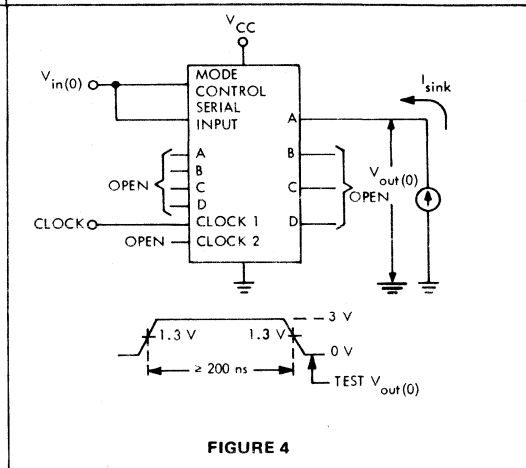 VCC
Vin(0)
MODE
CONTROL
SERIAL
INPUT
Isink
A
A
B
C
D
OPEN
B
C
D
OPEN
Vout(0)
CLOCK
CLOCK 1
OPEN
CLOCK 2
3 V
1.3 V
1.3 V
0 V
≥ 200 ns
TEST Vout(0)
FIGURE 4